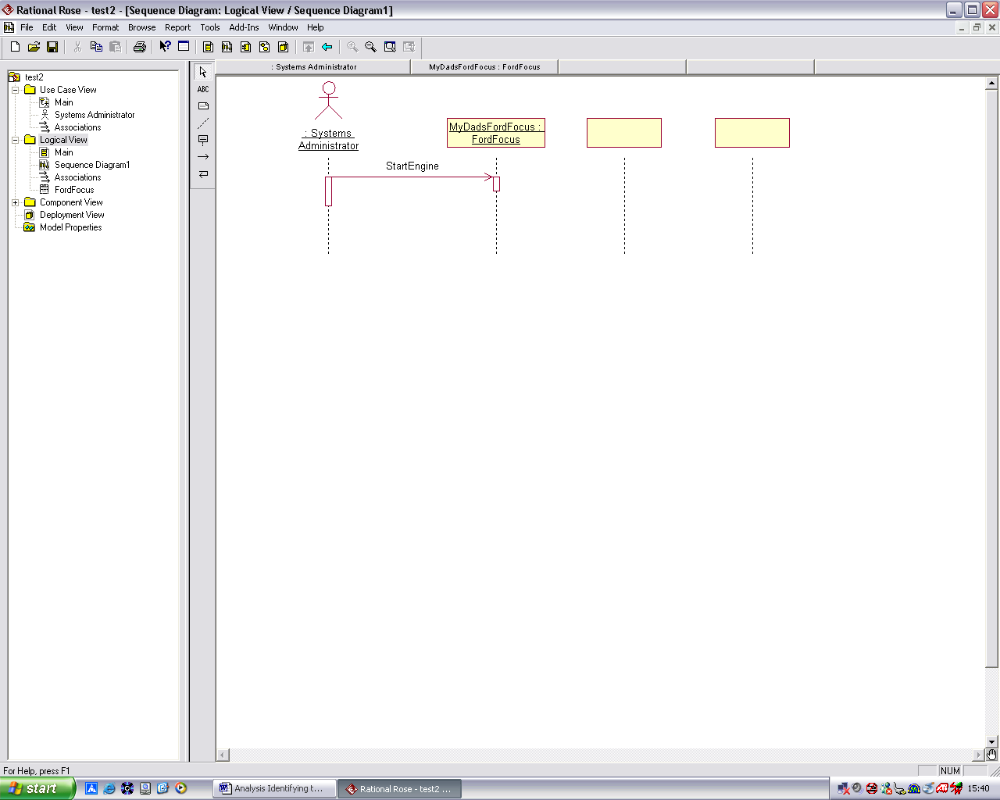 Rational Rose - test2 - [Sequence Diagram: Logical View / Sequence Diagram1]
File Edit View Format Browse Report Tools Add-Ins Window Help
: Systems Administrator
MyDadsFordFocus : FordFocus
test2
Use Case View
Main
Systems Administrator
Associations
Logical View
Main
Sequence Diagram1
Associations
FordFocus
Component View
Deployment View
Model Properties
ABC
: Systems
Administrator
MyDadsFordFocus :
FordFocus
StartEngine
For Help, press F1
NUM
start
Analysis Identifying t...
Rational Rose - test2 ...
15:40